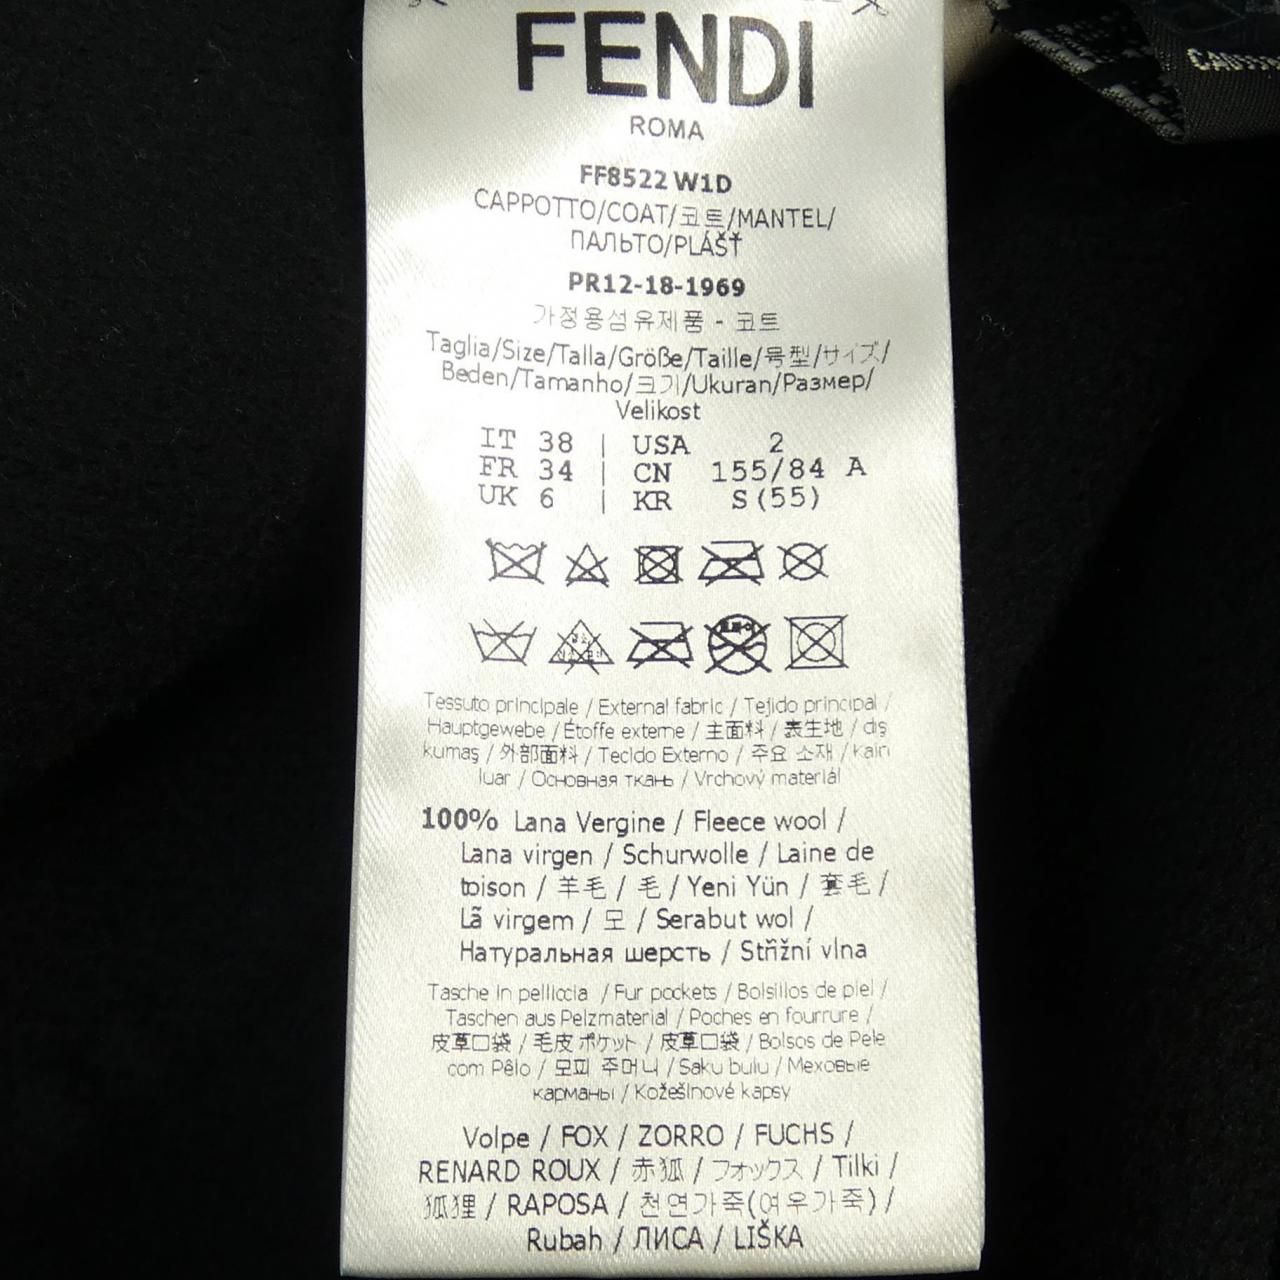 FENDI
ROMA
FF8522 W1D
CAPPOTTO/COAT/코트/MANTEL/
ПАЛЬТО/PLÁŠŤ
PR12-18-1969
가정용섬유제품 - 코트
Taglia/Size/Talla/Größe/Taille/号型/サイズ/
Beden/Tamanho/크기/Ukuran/Размер/
Velikost
IT 38 | USA 2
FR 34 | CN 155/84 A
UK 6 | KR S(55)
Tessuto principale / External fabric / Tejido principal /
Hauptgewebe / Étoffe externe / 主面料 / 表生地 / dış
kumaş / 外部面料 / Tecido Externo / 주요 소재 / Kain
luar / Основная ткань / Vrchový materiál
100% Lana Vergine / Fleece wool /
Lana virgen / Schurwolle / Laine de
toison / 羊毛 / 毛 / Yeni Yün / 套毛 /
Lã virgem / 모 / Serabut wol /
Натуральная шерсть / Střižní vlna
Tasche in pelliccia / Fur pockets / Bolsillos de piel /
Taschen aus Pelzmaterial / Poches en fourrure /
皮草口袋 / 毛皮 ポケット / 皮草口袋 / Bolsos de Pele
com Pêlo / 모피 주머니 / Saku bulu / Меховые
карманы / Kožešinové kapsy
Volpe / FOX / ZORRO / FUCHS /
RENARD ROUX / 赤狐 / フォックス / Tilki /
狐狸 / RAPOSA / 천연가죽(여우가죽) /
Rubah / ЛИСА / LIŠKA